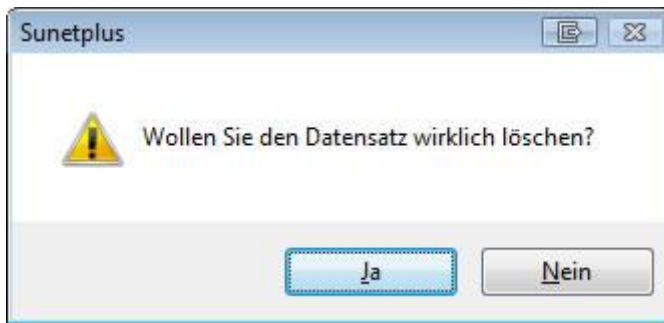 Sunetplus
Wollen Sie den Datensatz wirklich löschen?
Ja
Nein